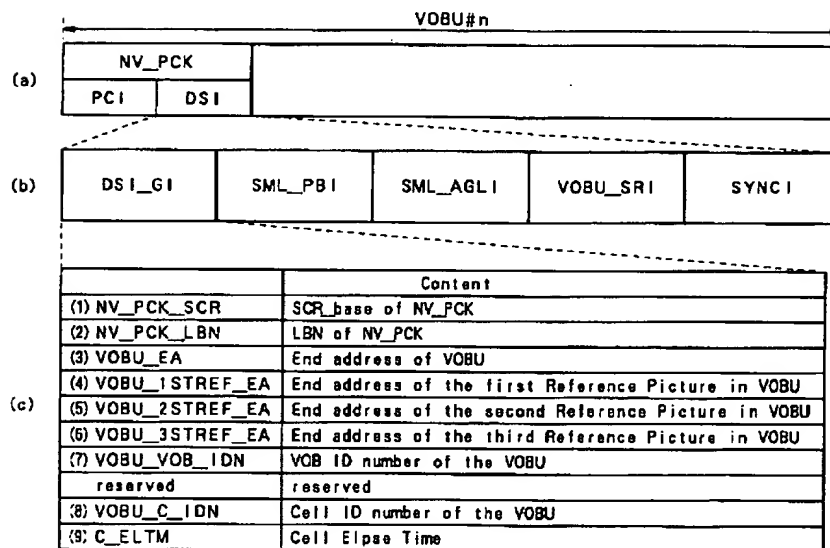 VOBU#n
(a)
NV_PCK
PCI DSI
(b)
DSI_GI SML_PBI SML_AGLI VOBU_SRI SYNCI
(c)
Content
(1) NV_PCK_SCR SCR_base of NV_PCK
(2) NV_PCK_LBN LBN of NV_PCK
(3) VOBU_EA End address of VOBU
(4) VOBU_1STREF_EA End address of the first Reference Picture in VOBU
(5) VOBU_2STREF_EA End address of the second Reference Picture in VOBU
(6) VOBU_3STREF_EA End address of the third Reference Picture in VOBU
(7) VOBU_VOB_IDN VOB ID number of the VOBU
reserved reserved
(8) VOBU_C_IDN Cell ID number of the VOBU
(9) C_ELTM Cell Elpse Time